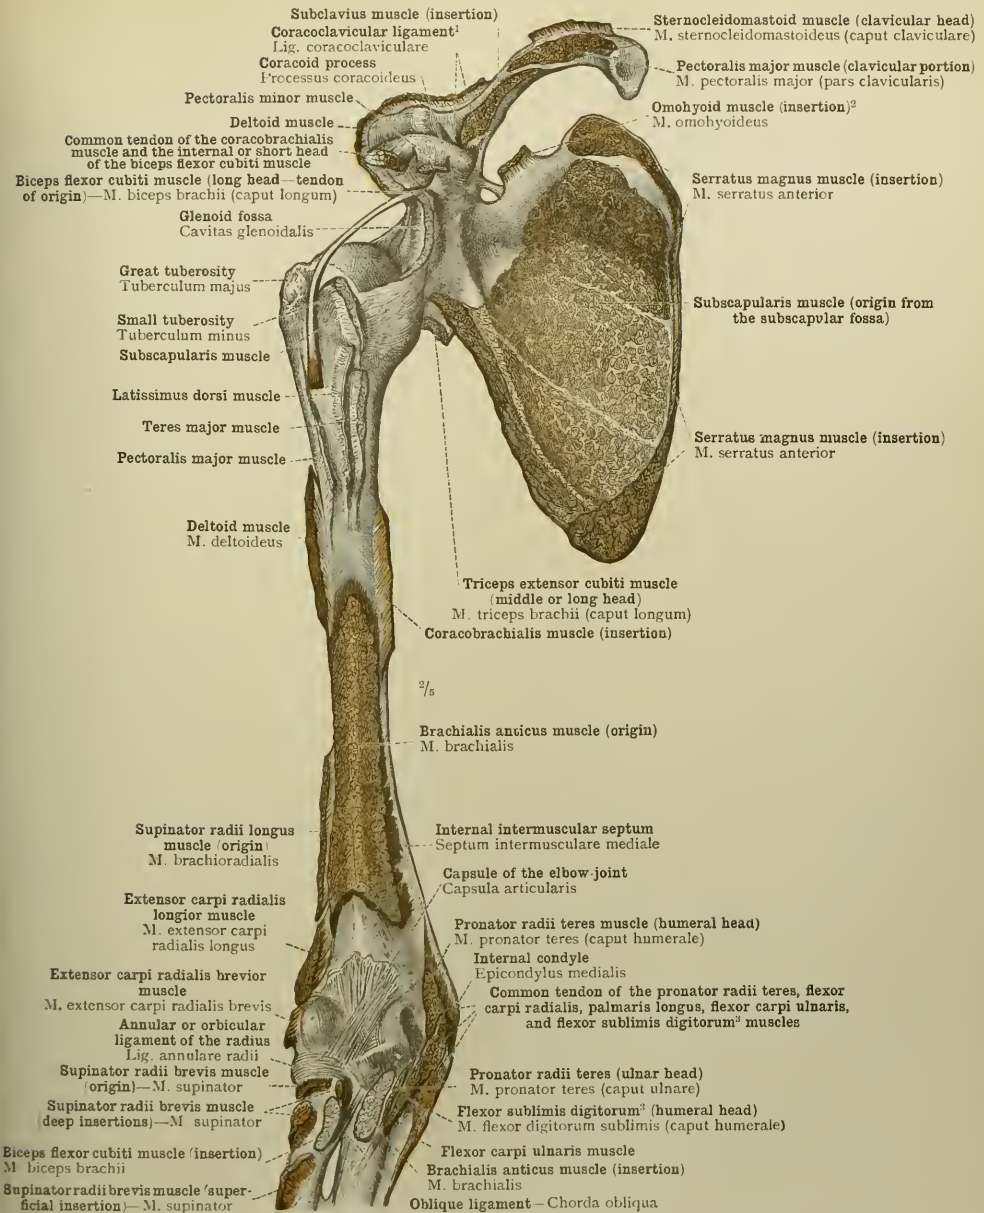 Subclavius muscle (insertion)
Coracoclavicular ligament¹
Lig. coracoclaviculare
Coracoid process
Processus coracoideus
Pectoralis minor muscle
Deltoid muscle
Common tendon of the coracobrachialis
muscle and the internal or short head
of the biceps flexor cubiti muscle
Biceps flexor cubiti muscle (long head—tendon
of origin)—M. biceps brachii (caput longum)
Glenoid fossa
Cavitas glenoidalis
Great tuberosity
Tuberculum majus
Small tuberosity
Tuberculum minus
Subscapularis muscle
Latissimus dorsi muscle
Teres major muscle
Pectoralis major muscle
Deltoid muscle
M. deltoideus
Sternocleidomastoid muscle (clavicular head)
M. sternocleidomastoideus (caput claviculare)
Pectoralis major muscle (clavicular portion)
M. pectoralis major (pars clavicularis)
Omohyoid muscle (insertion)²
M. omohyoideus
Serratus magnus muscle (insertion)
M. serratus anterior
Subscapularis muscle (origin from
the subscapular fossa)
Serratus magnus muscle (insertion)
M. serratus anterior
Triceps extensor cubiti muscle
(middle or long head)
M. triceps brachii (caput longum)
Coracobrachialis muscle (insertion)
2/5
Brachialis anticus muscle (origin)
M. brachialis
Supinator radii longus
muscle (origin)
M. brachioradialis
Extensor carpi radialis
longior muscle
M. extensor carpi
radialis longus
Extensor carpi radialis brevior
muscle
M. extensor carpi radialis brevis
Annular or orbicular
ligament of the radius
Lig. annulare radii
Supinator radii brevis muscle
(origin)—M. supinator
Supinator radii brevis muscle
(deep insertions)—M supinator
Biceps flexor cubiti muscle (insertion)
M biceps brachii
Supinator radii brevis muscle (super-
ficial insertion)—M. supinator
Internal intermuscular septum
Septum intermusculare mediale
Capsule of the elbow-joint
Capsula articularis
Pronator radii teres muscle (humeral head)
M. pronator teres (caput humerale)
Internal condyle
Epicondylus medialis
Common tendon of the pronator radii teres, flexor
carpi radialis, palmaris longus, flexor carpi ulnaris,
and flexor sublimis digitorum³ muscles
Pronator radii teres (ulnar head)
M. pronator teres (caput ulnare)
Flexor sublimis digitorum³ (humeral head)
M. flexor digitorum sublimis (caput humerale)
Flexor carpi ulnaris muscle
Brachialis anticus muscle (insertion)
M. brachialis
Oblique ligament—Chorda obliqua